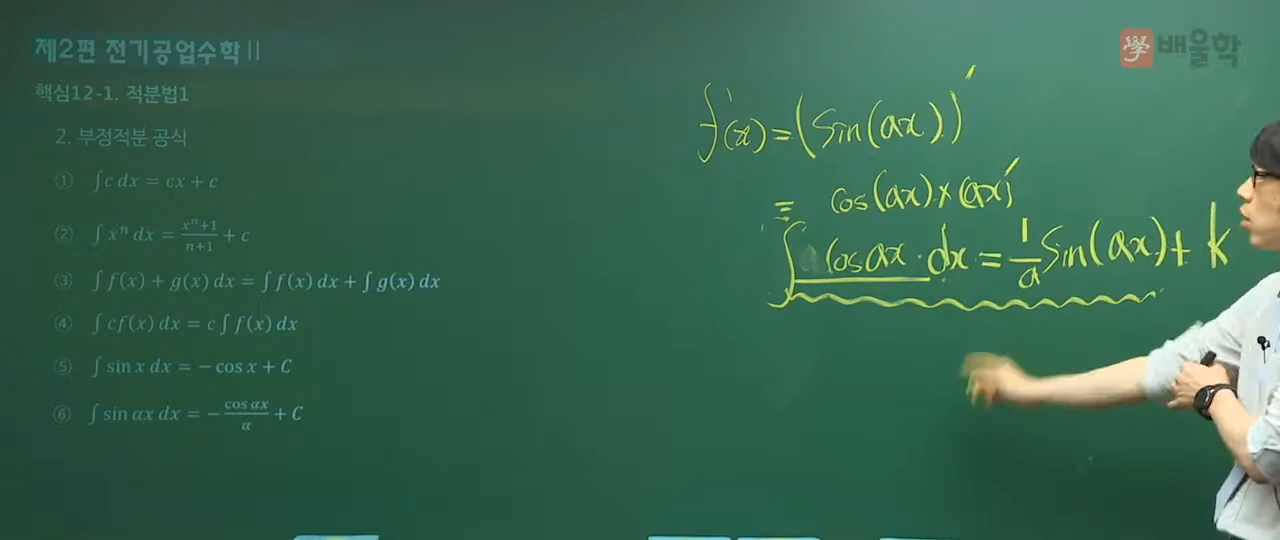 제2편 전기공업수학 II
學 배울학
핵심12-1. 적분법1
2. 부정적분 공식
① ∫c dx = cx + c
② ∫xⁿ dx = (xⁿ+1)/(n+1) + c
③ ∫f(x) + g(x) dx = ∫f(x) dx + ∫g(x) dx
④ ∫cf(x) dx = c∫f(x) dx
⑤ ∫sin x dx = − cos x + C
⑥ ∫sin αx dx = − (cos αx)/α + C
f'(x) = (Sin(ax))'
= cos(ax) × (ax)'
∫ cosax · dx = 1/a Sin(ax) + k